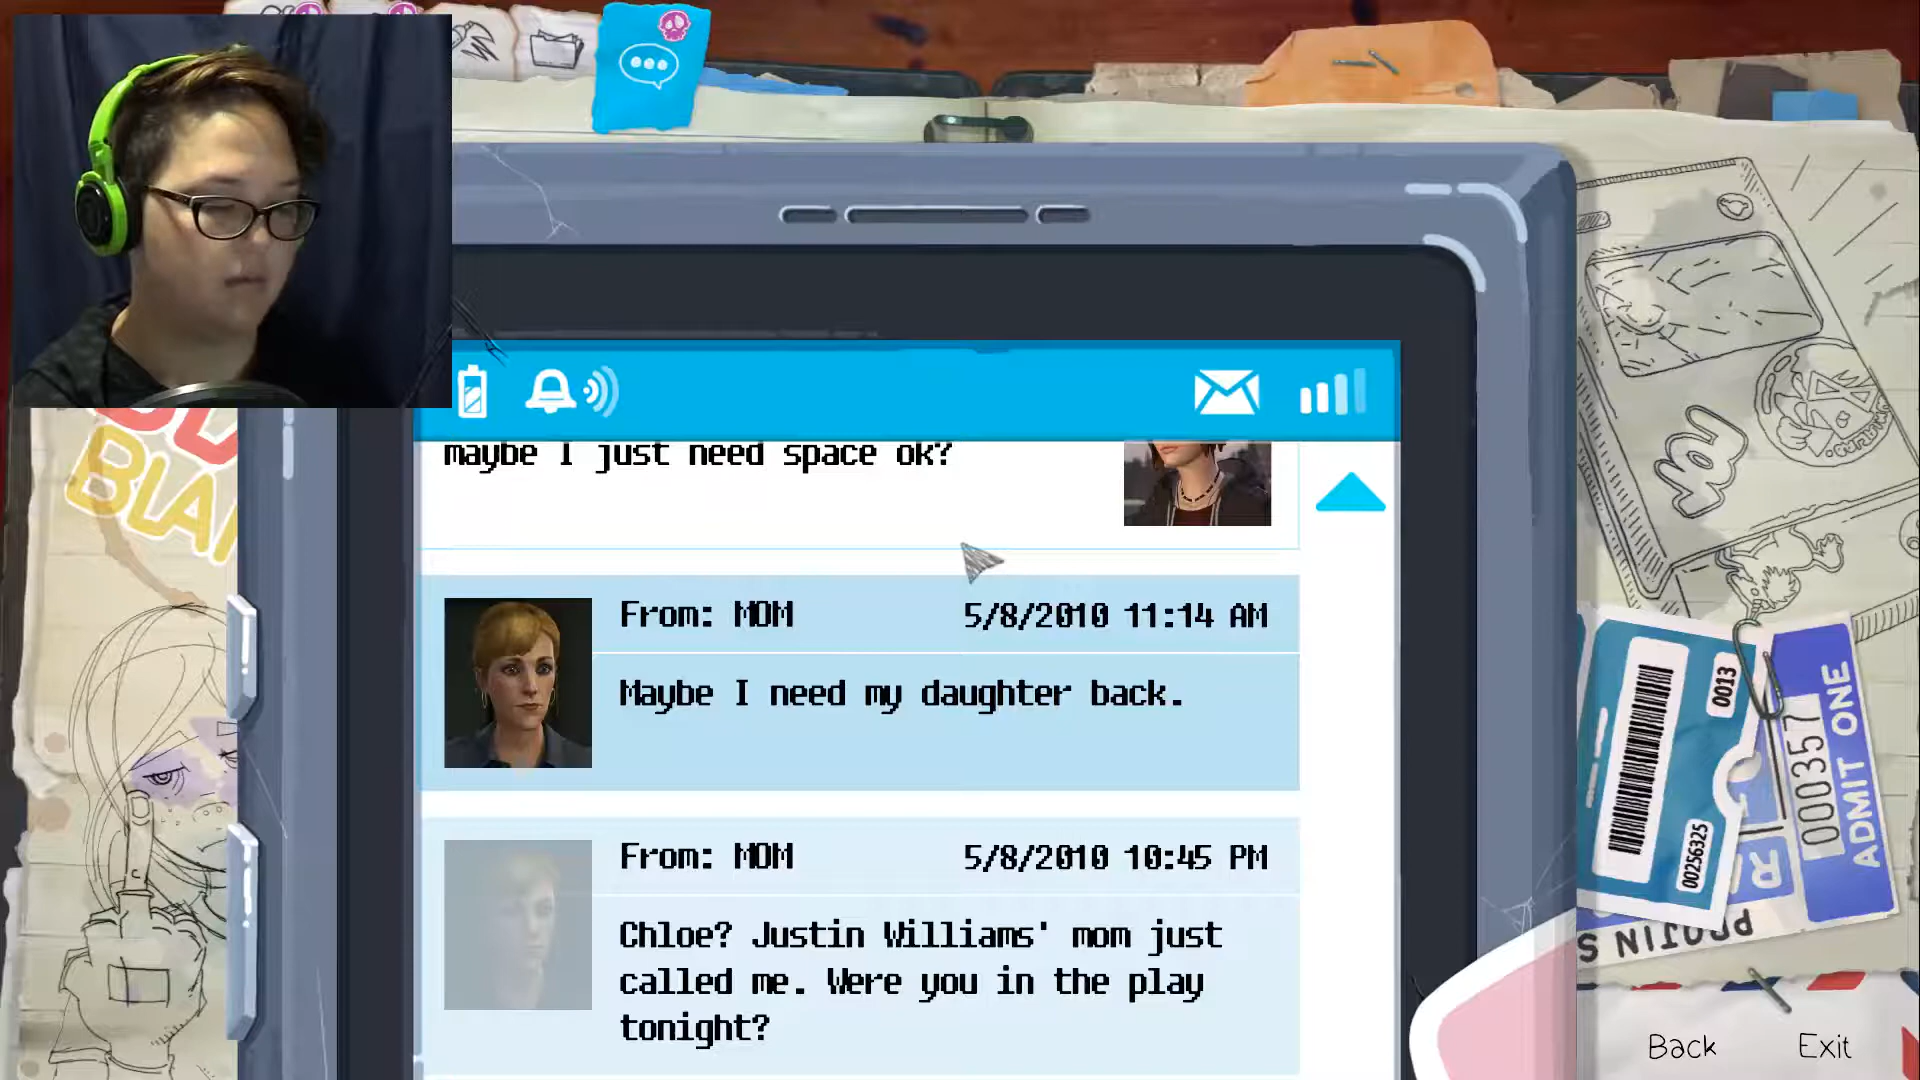 maybe I just need space ok?
From: MOM 5/8/2010 11:14 AM
Maybe I need my daughter back.
From: MOM 5/8/2010 10:45 PM
Chloe? Justin Williams' mom just
called me. Were you in the play
tonight?
BLA
0013
00256325
000357
ADMIT ONE
Back
Exit